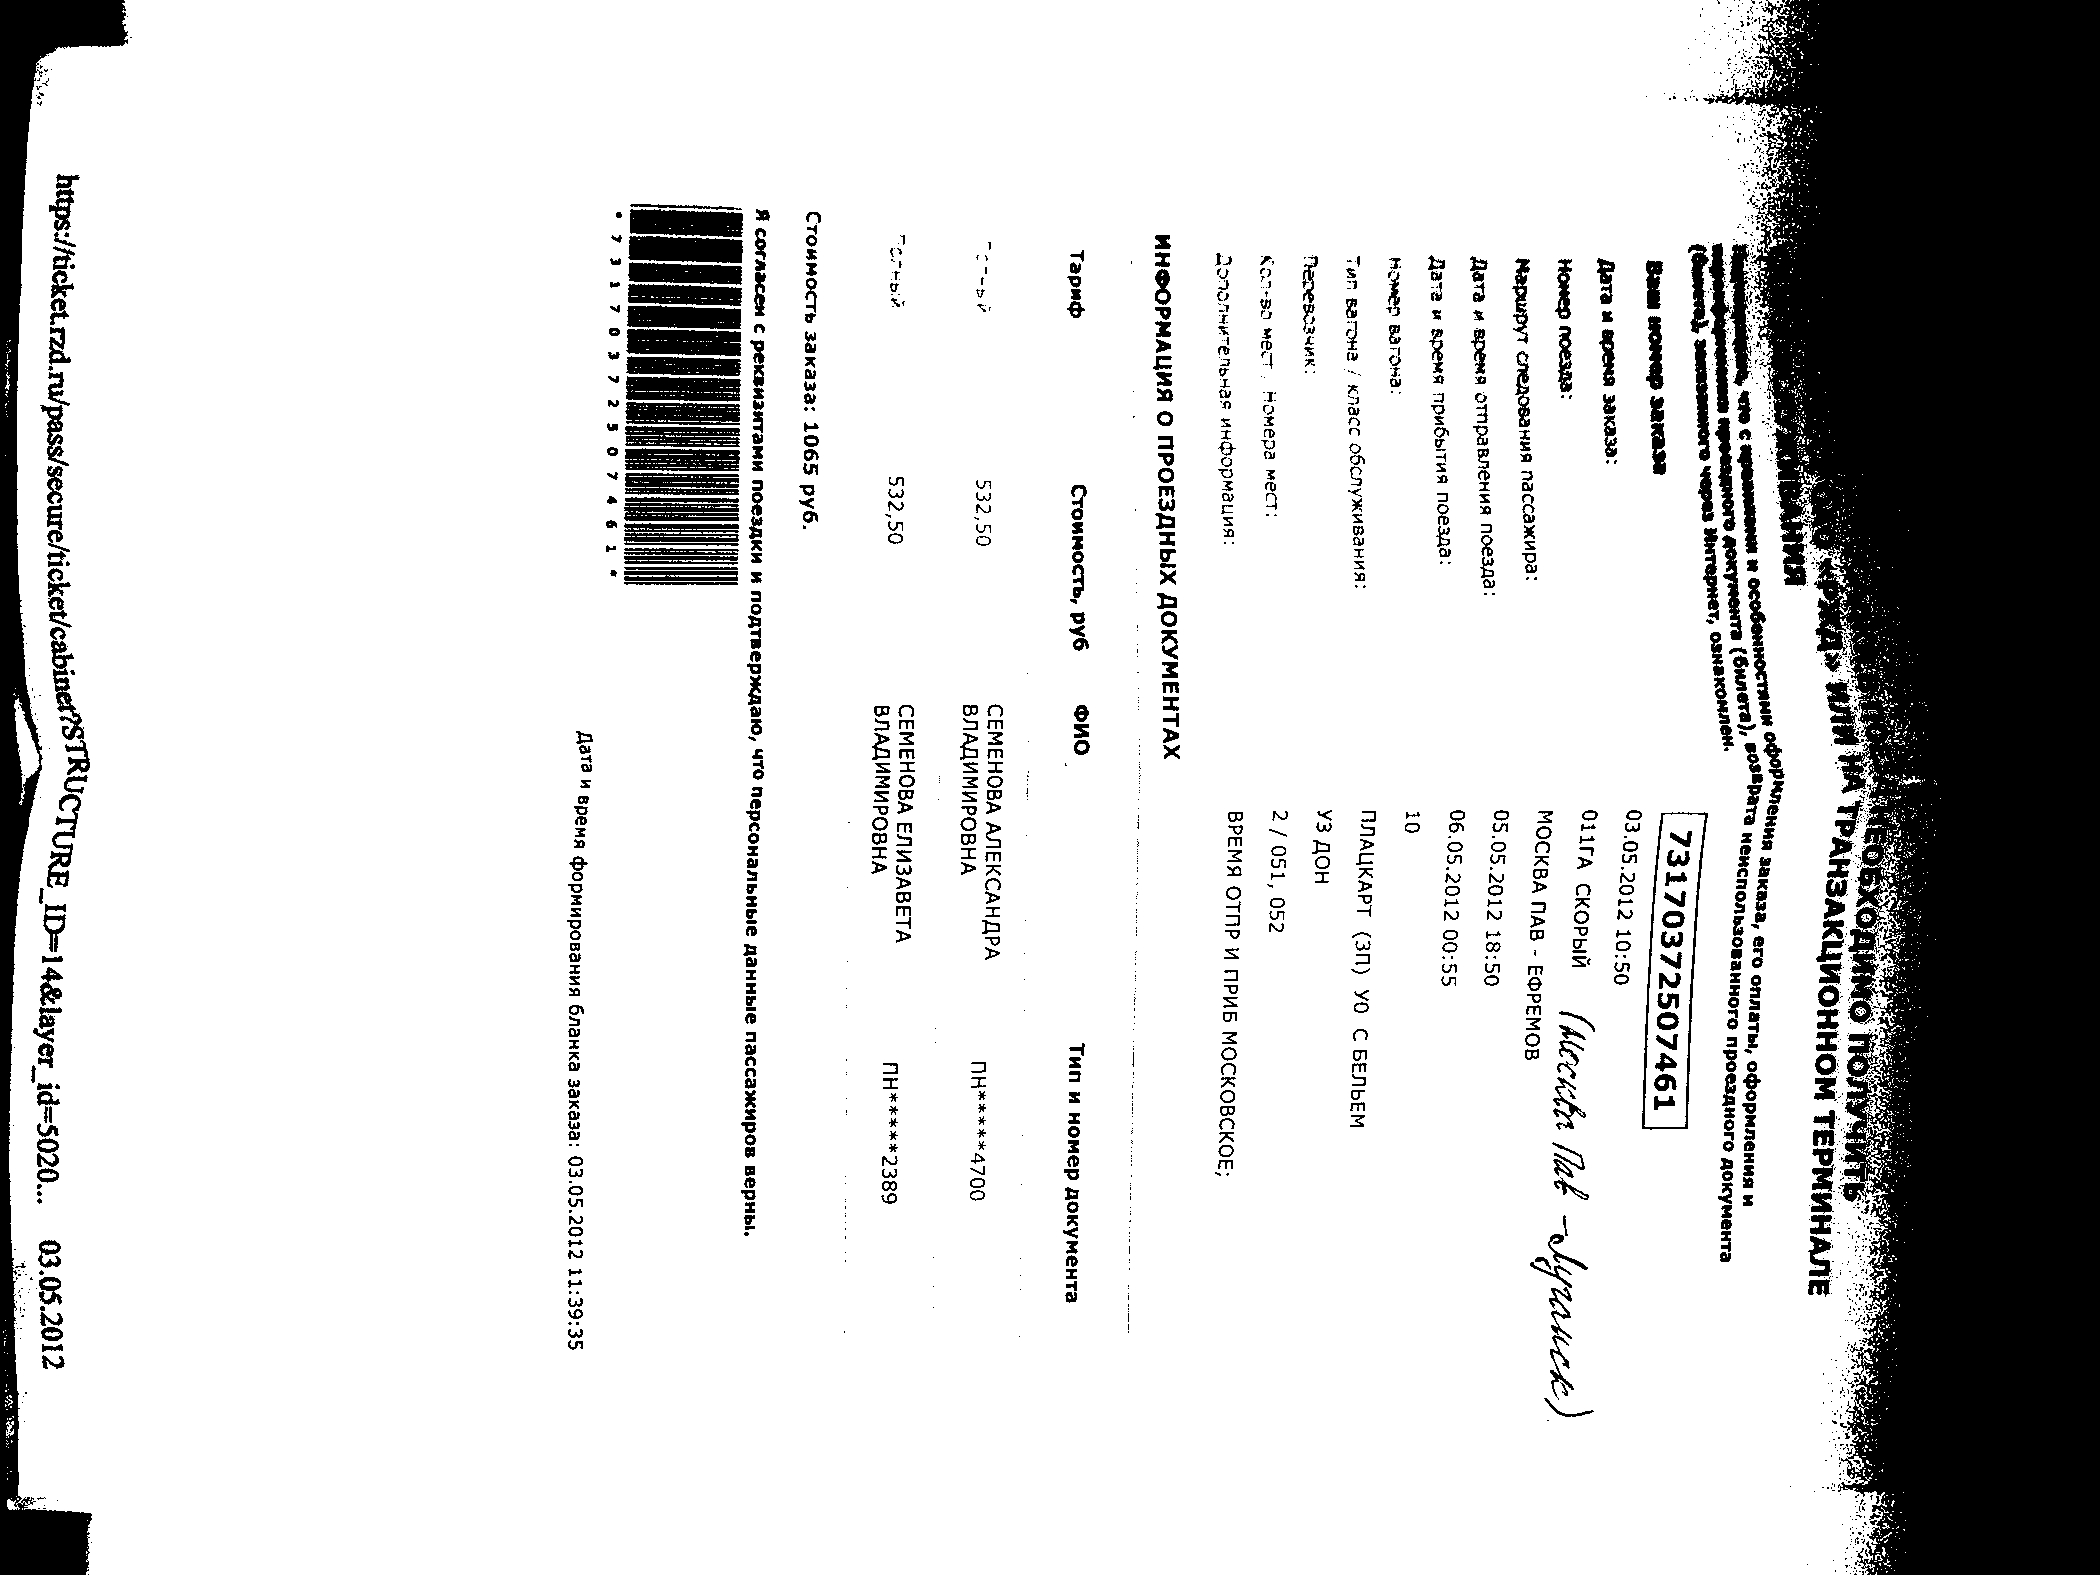 НЕОБХОДИМО ПОЛУЧИТЬ
ОАО «РЖД» ИЛИ НА ТРАНЗАКЦИОННОМ ТЕРМИНАЛЕ
что с правилами и особенностями оформления заказа, его оплаты, оформления и
проездного документа (билета), возврата неиспользованного проездного документа
(билета), заказанного через Интернет, ознакомлен.
Ваш номер заказа 73170372507461
Дата и время заказа: 03.05.2012 10:50
Номер поезда: 011ГА СКОРЫЙ
(Москва Пав - Луганск)
Маршрут следования пассажира: МОСКВА ПАВ - ЕФРЕМОВ
Дата и время отправления поезда: 05.05.2012 18:50
Дата и время прибытия поезда: 06.05.2012 00:55
Номер вагона: 10
Тип вагона / класс обслуживания: ПЛАЦКАРТ (3П) У0 С БЕЛЬЕМ
Перевозчик: УЗ ДОН
Кол-во мест / Номера мест: 2 / 051, 052
Дополнительная информация: ВРЕМЯ ОТПР И ПРИБ МОСКОВСКОЕ;
ИНФОРМАЦИЯ О ПРОЕЗДНЫХ ДОКУМЕНТАХ
Тариф Стоимость, руб ФИО Тип и номер документа
532,50 СЕМЕНОВА АЛЕКСАНДРА ПН*****4700
ВЛАДИМИРОВНА
Полный 532,50 СЕМЕНОВА ЕЛИЗАВЕТА ПН*****2389
ВЛАДИМИРОВНА
Стоимость заказа: 1065 руб.
Я согласен с реквизитами поездки и подтверждаю, что персональные данные пассажиров верны.
* 7 3 1 7 0 3 7 2 5 0 7 4 6 1 *
Дата и время формирования бланка заказа: 03.05.2012 11:39:35
https://ticket.rzd.ru/pass/secure/ticket/cabinet?STRUCTURE_ID=14&layer_id=5020... 03.05.2012